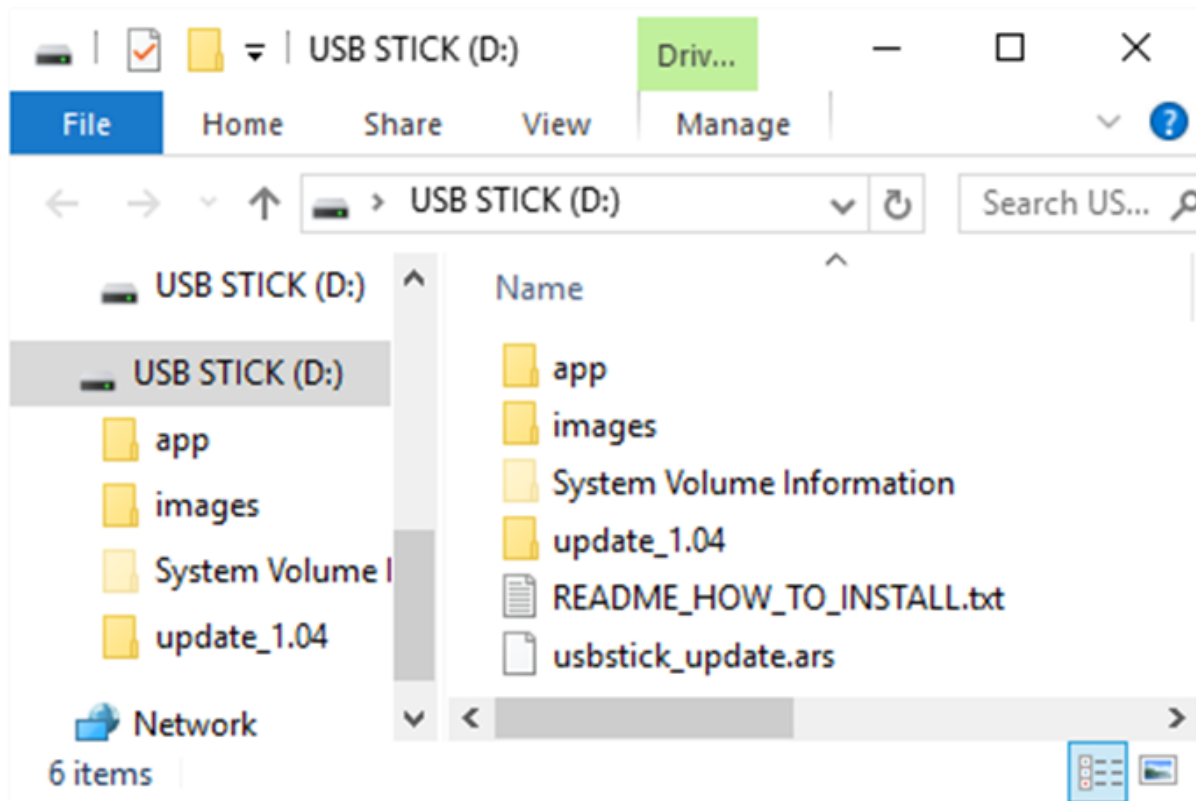 USB STICK (D:)
Driv...
File Home Share View Manage
?
USB STICK (D:)
Search US...
USB STICK (D:)
USB STICK (D:)
app
images
System Volume I
update_1.04
Network
Name
app
images
System Volume Information
update_1.04
README_HOW_TO_INSTALL.txt
usbstick_update.ars
6 items